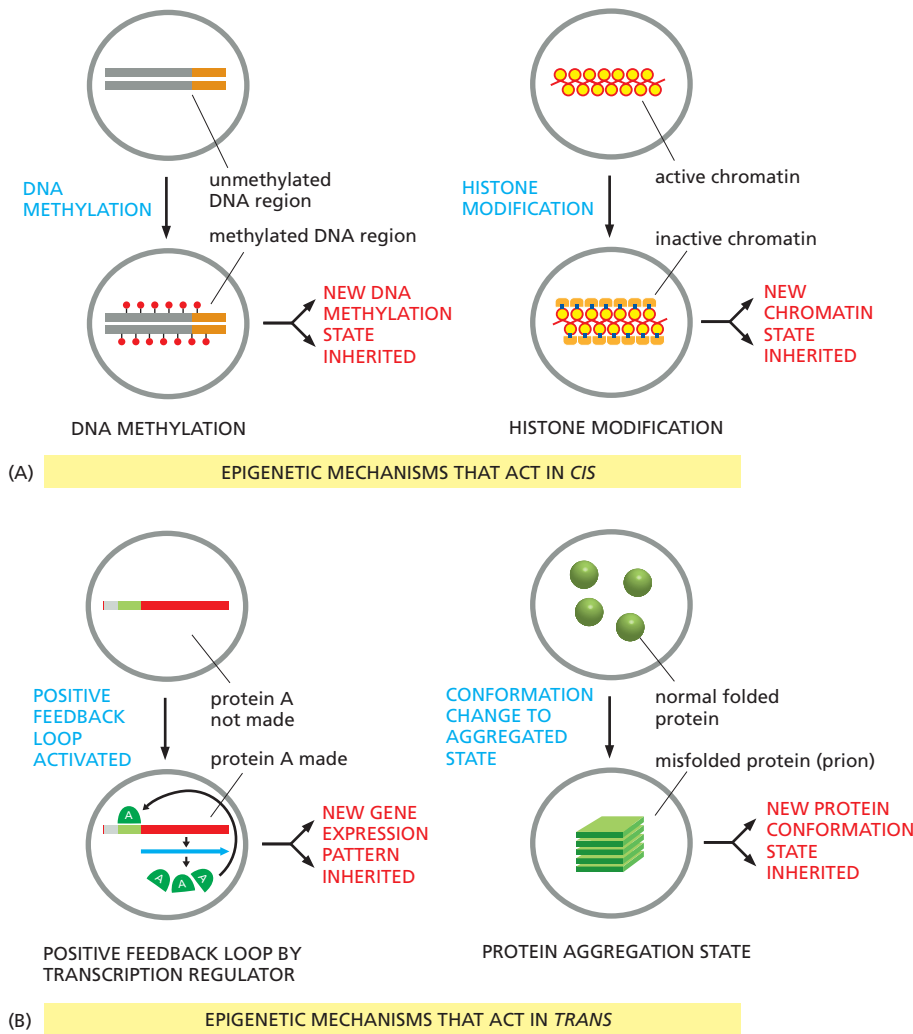 DNA
METHYLATION
unmethylated
DNA region
methylated DNA region
NEW DNA
METHYLATION
STATE
INHERITED
DNA METHYLATION
HISTONE
MODIFICATION
active chromatin
inactive chromatin
NEW
CHROMATIN
STATE
INHERITED
HISTONE MODIFICATION
(A) EPIGENETIC MECHANISMS THAT ACT IN CIS
POSITIVE
FEEDBACK
LOOP
ACTIVATED
protein A
not made
protein A made
A
A
A
A
NEW GENE
EXPRESSION
PATTERN
INHERITED
POSITIVE FEEDBACK LOOP BY
TRANSCRIPTION REGULATOR
CONFORMATION
CHANGE TO
AGGREGATED
STATE
normal folded
protein
misfolded protein (prion)
NEW PROTEIN
CONFORMATION
STATE
INHERITED
PROTEIN AGGREGATION STATE
(B) EPIGENETIC MECHANISMS THAT ACT IN TRANS